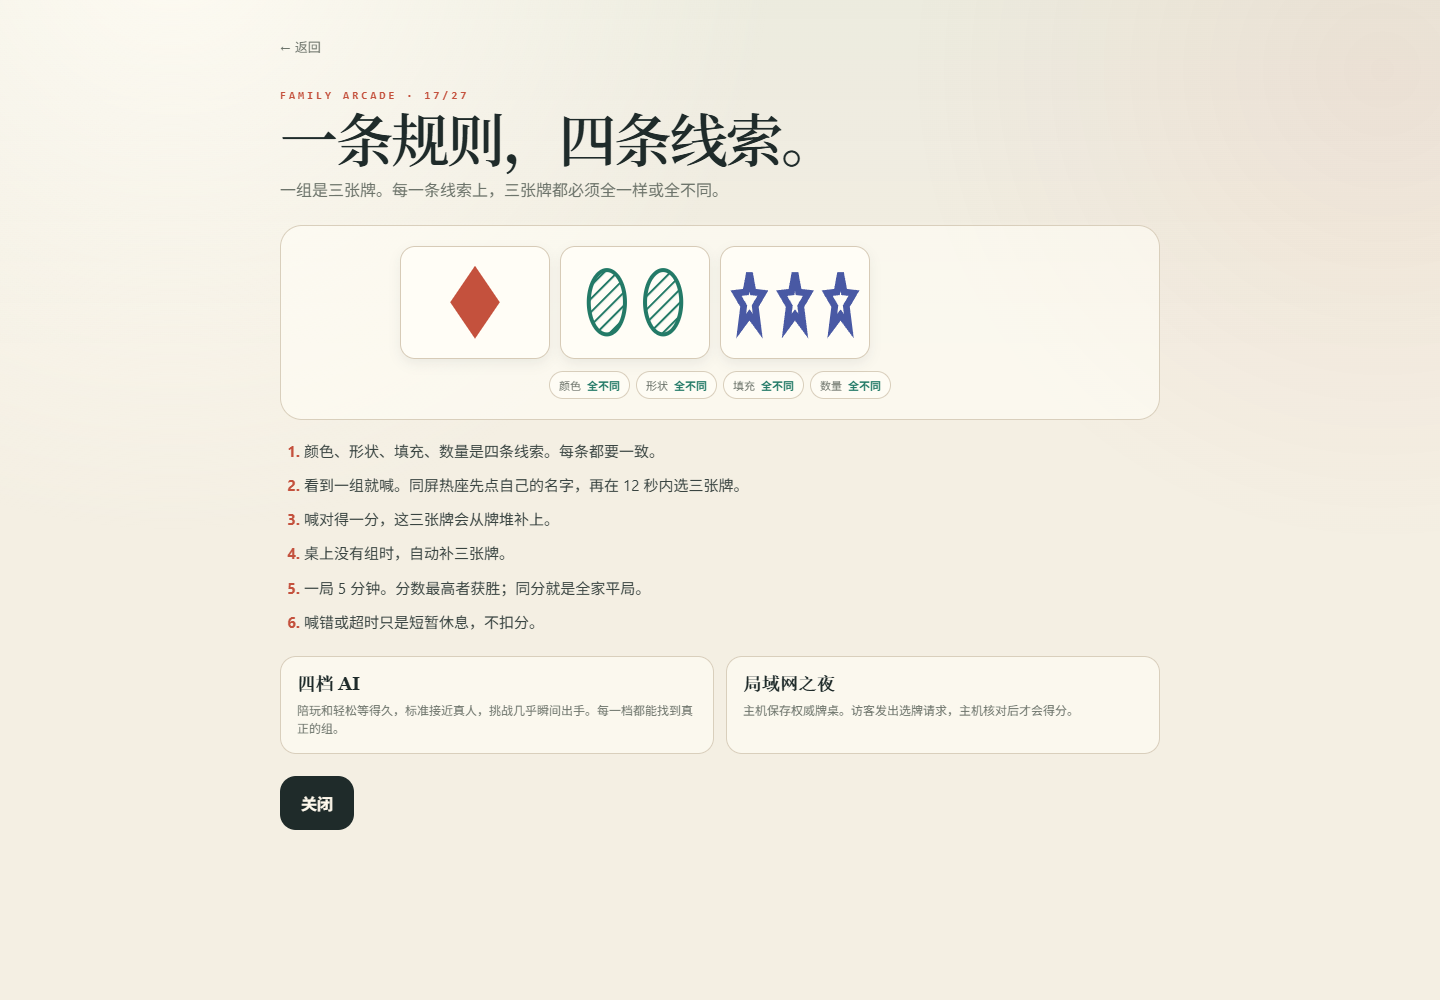 ← 返回
FAMILY ARCADE · 17/27
一条规则，四条线索。
一组是三张牌。每一条线索上，三张牌都必须全一样或全不同。
颜色 全不同 形状 全不同 填充 全不同 数量 全不同
1. 颜色、形状、填充、数量是四条线索。每条都要一致。
2. 看到一组就喊。同屏热座先点自己的名字，再在 12 秒内选三张牌。
3. 喊对得一分，这三张牌会从牌堆补上。
4. 桌上没有组时，自动补三张牌。
5. 一局 5 分钟。分数最高者获胜；同分就是全家平局。
6. 喊错或超时只是短暂休息，不扣分。
四档 AI
陪玩和轻松等得久，标准接近真人，挑战几乎瞬间出手。每一档都能找到真
正的组。
局域网之夜
主机保存权威牌桌。访客发出选牌请求，主机核对后才会得分。
关闭